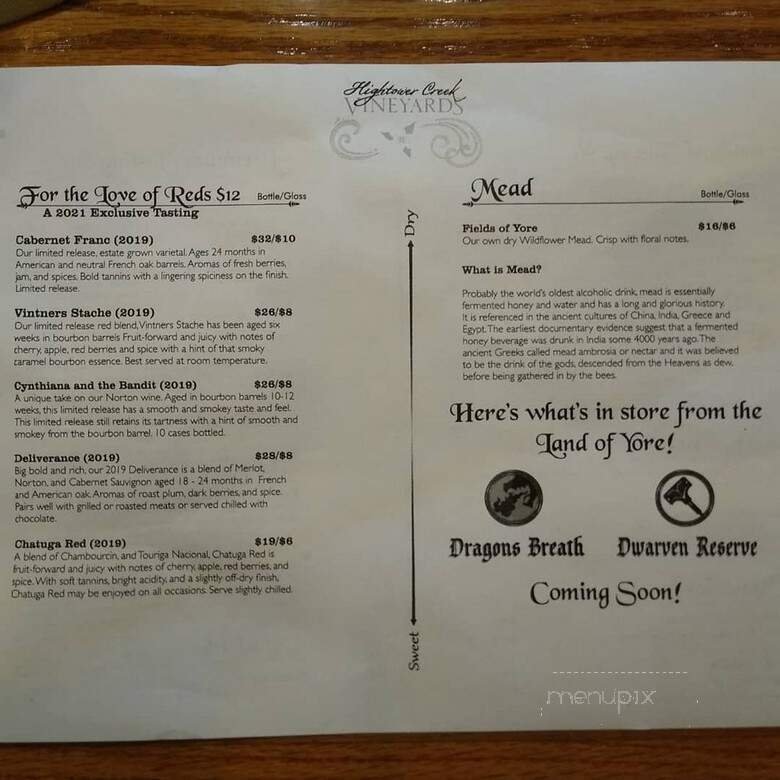 Hightower Creek
VINEYARDS
For the Love of Reds $12 Bottle/Glass
A 2021 Exclusive Tasting
Cabernet Franc (2019) $32/$10
Our limited release, estate grown varietal. Ages 24 months in
American and neutral French oak barrels. Aromas of fresh berries,
jam, and spices. Bold tannins with a lingering spiciness on the finish.
Limited release.
Vintners Stache (2019) $26/$8
Our limited release red blend, Vintners Stache has been aged six
weeks in bourbon barrels Fruit-forward and juicy with notes of
cherry, apple, red berries and spice with a hint of that smoky
caramel bourbon essence. Best served at room temperature.
Cynthiana and the Bandit (2019) $26/$8
A unique take on our Norton wine. Aged in bourbon barrels 10-12
weeks, this limited release has a smooth and smokey taste and feel.
This limited release still retains its tartness with a hint of smooth and
smokey from the bourbon barrel. 10 cases bottled.
Deliverance (2019) $28/$8
Big bold and rich, our 2019 Deliverance is a blend of Merlot,
Norton, and Cabernet Sauvignon aged 18 - 24 months in French
and American oak. Aromas of roast plum, dark berries, and spice.
Pairs well with grilled or roasted meats or served chilled with
chocolate.
Chatuga Red (2019) $19/$6
A blend of Chambourcin, and Touriga Nacional, Chatuga Red is
fruit-forward and juicy with notes of cherry, apple, red berries, and
spice. With soft tannins, bright acidity, and a slightly off-dry finish,
Chatuga Red may be enjoyed on all occasions. Serve slightly chilled.
Dry
Sweet
Mead Bottle/Glass
Fields of Yore $16/$6
Our own dry Wildflower Mead. Crisp with floral notes.
What is Mead?
Probably the world's oldest alcoholic drink, mead is essentially
fermented honey and water and has a long and glorious history.
It is referenced in the ancient cultures of China, India, Greece and
Egypt. The earliest documentary evidence suggest that a fermented
honey beverage was drunk in India some 4000 years ago. The
ancient Greeks called mead ambrosia or nectar and it was believed
to be the drink of the gods, descended from the Heavens as dew,
before being gathered in by the bees.
Here's what's in store from the
Land of Yore!
Dragons Breath Dwarven Reserve
Coming Soon!
menupix